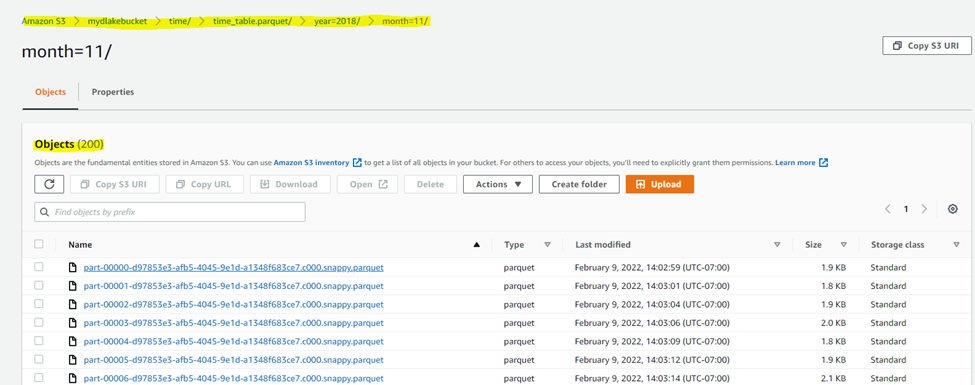 Amazon S3 > mydlakebucket > time/ > time_table.parquet/ > year=2018/ > month=11/
month=11/
Copy S3 URI
Objects Properties
Objects (200)
Objects are the fundamental entities stored in Amazon S3. You can use Amazon S3 inventory to get a list of all objects in your bucket. For others to access your objects, you'll need to explicitly grant them permissions. Learn more
Copy S3 URI Copy URL Download Open Delete Actions Create folder Upload
Find objects by prefix
1
Name Type Last modified Size Storage class
part-00000-d97853e3-afb5-4045-9e1d-a1348f683ce7.c000.snappy.parquet parquet February 9, 2022, 14:02:59 (UTC-07:00) 1.9 KB Standard
part-00001-d97853e3-afb5-4045-9e1d-a1348f683ce7.c000.snappy.parquet parquet February 9, 2022, 14:03:01 (UTC-07:00) 1.8 KB Standard
part-00002-d97853e3-afb5-4045-9e1d-a1348f683ce7.c000.snappy.parquet parquet February 9, 2022, 14:03:04 (UTC-07:00) 1.9 KB Standard
part-00003-d97853e3-afb5-4045-9e1d-a1348f683ce7.c000.snappy.parquet parquet February 9, 2022, 14:03:06 (UTC-07:00) 2.0 KB Standard
part-00004-d97853e3-afb5-4045-9e1d-a1348f683ce7.c000.snappy.parquet parquet February 9, 2022, 14:03:09 (UTC-07:00) 1.8 KB Standard
part-00005-d97853e3-afb5-4045-9e1d-a1348f683ce7.c000.snappy.parquet parquet February 9, 2022, 14:03:12 (UTC-07:00) 1.9 KB Standard
part-00006-d97853e3-afb5-4045-9e1d-a1348f683ce7.c000.snappy.parquet parquet February 9, 2022, 14:03:14 (UTC-07:00) 2.1 KB Standard